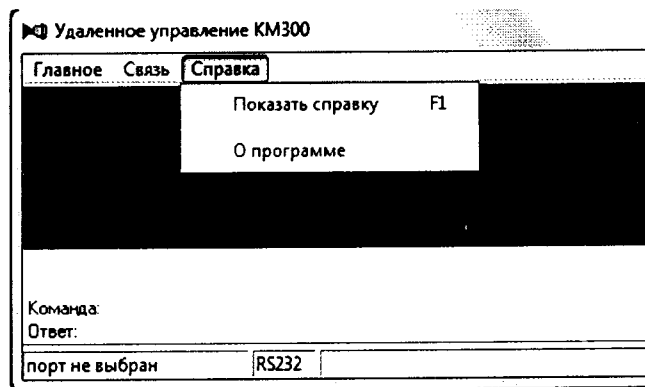 Удаленное управление КМ300
Главное Связь Справка
Показать справку F1
О программе
Команда:
Ответ:
порт не выбран RS232